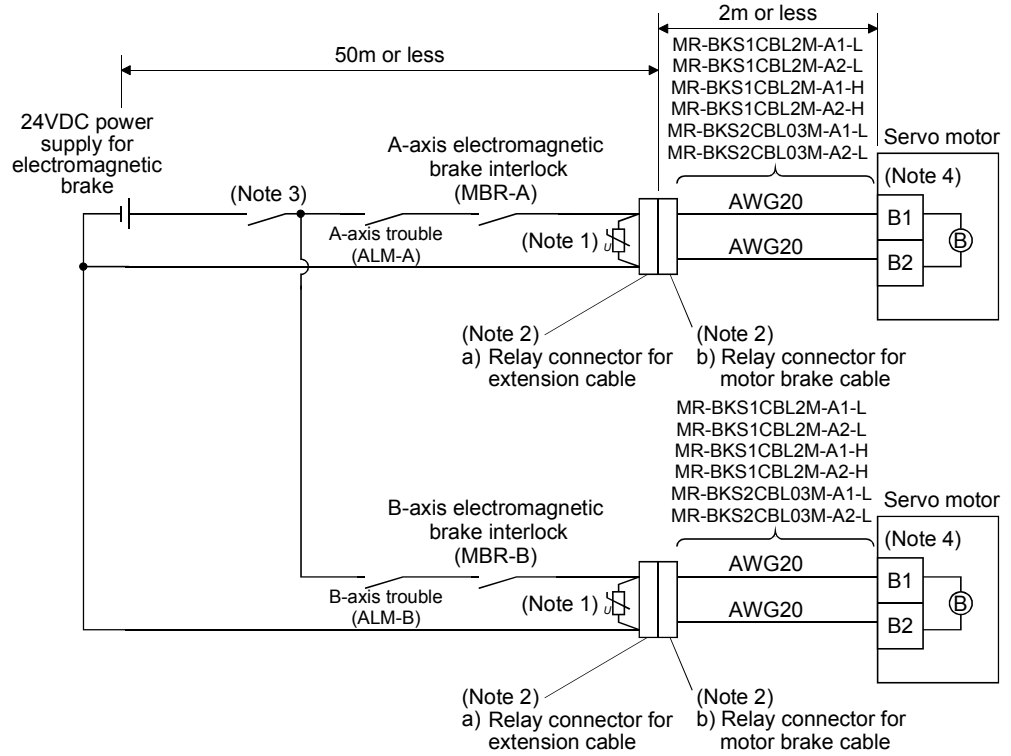 2m or less
50m or less
MR-BKS1CBL2M-A1-L
MR-BKS1CBL2M-A2-L
MR-BKS1CBL2M-A1-H
MR-BKS1CBL2M-A2-H
MR-BKS2CBL03M-A1-L
MR-BKS2CBL03M-A2-L
24VDC power
supply for
electromagnetic
brake
A-axis electromagnetic
brake interlock
(MBR-A)
Servo motor
(Note 3)
(Note 4)
AWG20
B1
A-axis trouble
(ALM-A)
(Note 1)
U
AWG20
B2
B
(Note 2)
a) Relay connector for
extension cable
(Note 2)
b) Relay connector for
motor brake cable
MR-BKS1CBL2M-A1-L
MR-BKS1CBL2M-A2-L
MR-BKS1CBL2M-A1-H
MR-BKS1CBL2M-A2-H
MR-BKS2CBL03M-A1-L
MR-BKS2CBL03M-A2-L
B-axis electromagnetic
brake interlock
(MBR-B)
Servo motor
(Note 4)
AWG20
B1
B-axis trouble
(ALM-B)
(Note 1)
U
AWG20
B2
B
(Note 2)
a) Relay connector for
extension cable
(Note 2)
b) Relay connector for
motor brake cable